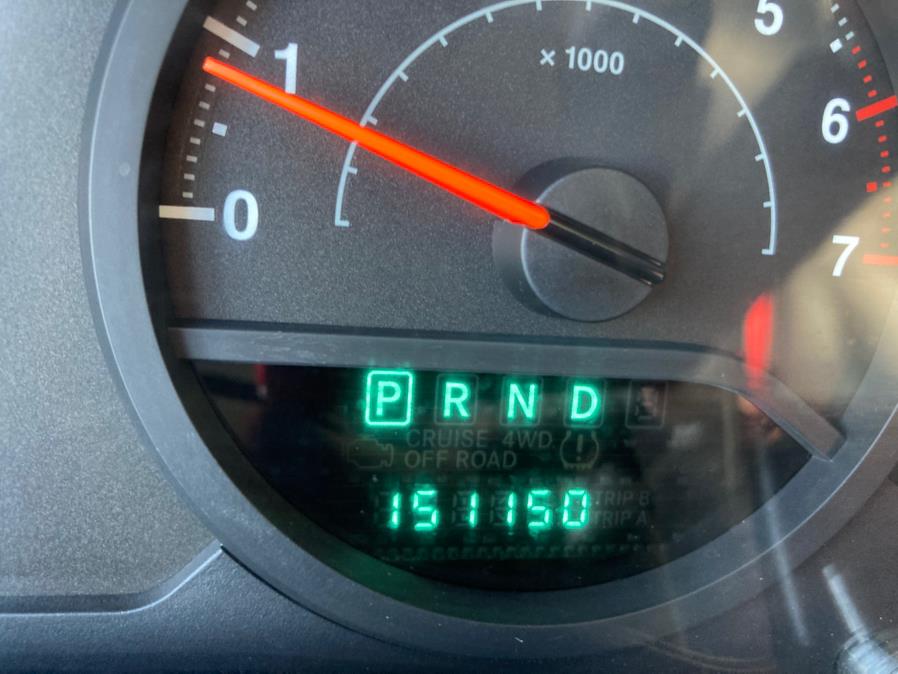 5
× 1000
1
6
0
7
P R N D
CRUISE 4WD
OFF ROAD
TRIP B
151150
TRIP A